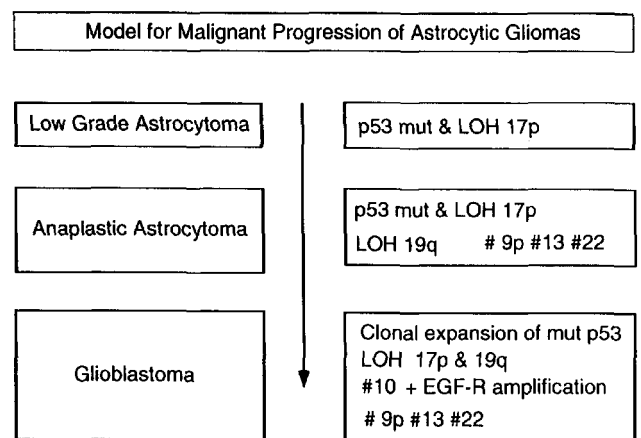 Model for Malignant Progression of Astrocytic Gliomas
Low Grade Astrocytoma
p53 mut & LOH 17p
Anaplastic Astrocytoma
p53 mut & LOH 17p
LOH 19q # 9p #13 #22
Glioblastoma
Clonal expansion of mut p53
LOH 17p & 19q
#10 + EGF-R amplification
# 9p #13 #22